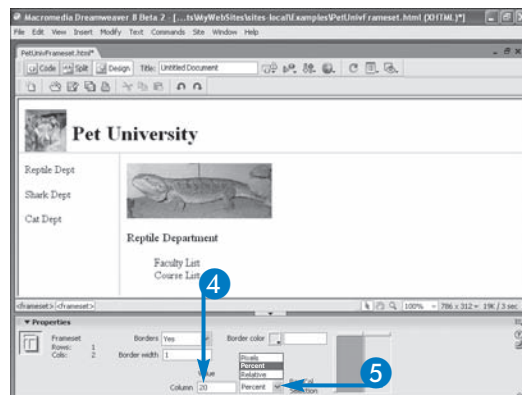 Macromedia Dreamweaver 8 Beta 2 - [...ts\MyWebSites\sites-local\Examples\PetUnivFrameset.html (XHTML)*]
File Edit View Insert Modify Text Commands Site Window Help
PetUnivFrameset.html*
Code Split Design Title: Untitled Document
Pet University
Reptile Dept
Shark Dept
Cat Dept
Reptile Department
Faculty List
Course List
4
<frameset> <frameset>
100% 786 x 312 19K / 3 sec
Properties
Frameset
Rows: 1
Cols: 2
Borders Yes
Border color
Border width 1
Value
Pixels
Percent
Relative
Column 20
Percent
5
Selection